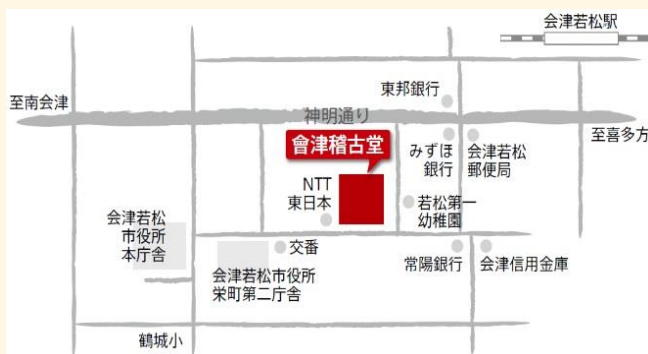 会津若松駅
東邦銀行
至南会津
神明通り
至喜多方
會津稽古堂
みずほ
銀行
会津若松
郵便局
NTT
東日本
若松第一
幼稚園
会津若松
市役所
本庁舎
交番
会津若松市役所
栄町第二庁舎
常陽銀行
会津信用金庫
鶴城小